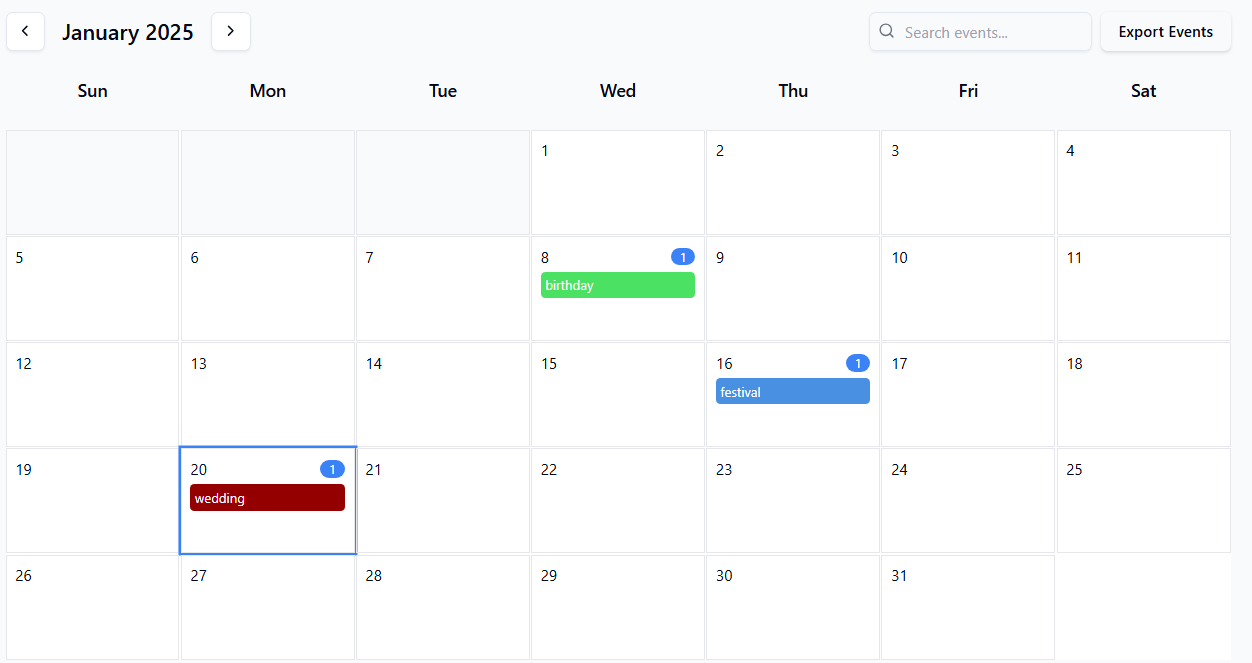 January 2025
Search events...
Export Events
Sun Mon Tue Wed Thu Fri Sat
1 2 3 4
5 6 7 8 1 9 10 11
birthday
12 13 14 15 16 1 17 18
festival
19 20 1 21 22 23 24 25
wedding
26 27 28 29 30 31